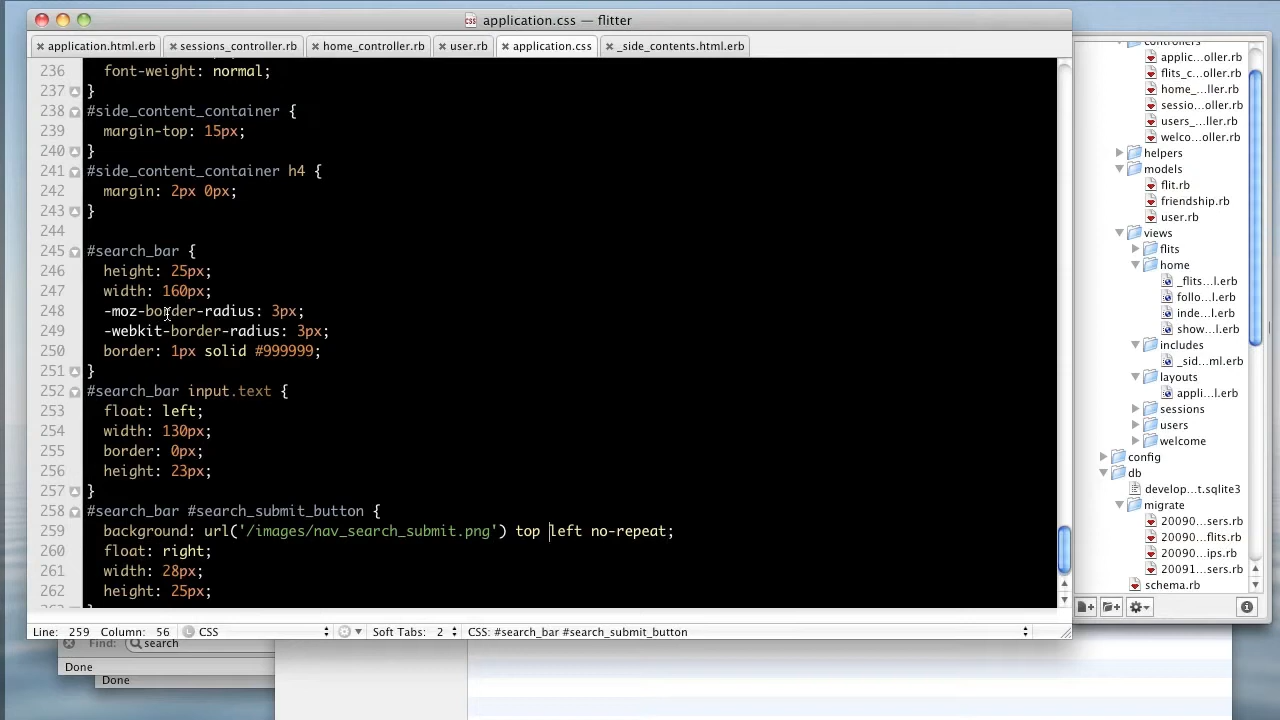 application.css — flitter
application.html.erb
sessions_controller.rb
home_controller.rb
user.rb
application.css
_side_contents.html.erb
236 font-weight: normal;
237 }
238 #side_content_container {
239 margin-top: 15px;
240 }
241 #side_content_container h4 {
242 margin: 2px 0px;
243 }
244
245 #search_bar {
246 height: 25px;
247 width: 160px;
248 -moz-border-radius: 3px;
249 -webkit-border-radius: 3px;
250 border: 1px solid #999999;
251 }
252 #search_bar input.text {
253 float: left;
254 width: 130px;
255 border: 0px;
256 height: 23px;
257 }
258 #search_bar #search_submit_button {
259 background: url('/images/nav_search_submit.png') top left no-repeat;
260 float: right;
261 width: 28px;
262 height: 25px;
Line: 259 Column: 56 CSS Soft Tabs: 2 CSS: #search_bar #search_submit_button
Find: search
Done
Done
controllers
applic...oller.rb
flits_c...oller.rb
home_...ller.rb
sessio...oller.rb
users_...oller.rb
welco...oller.rb
helpers
models
flit.rb
friendship.rb
user.rb
views
flits
home
_flits...l.erb
follo...l.erb
inde...l.erb
show...l.erb
includes
_sid...ml.erb
layouts
appli...l.erb
sessions
users
welcome
config
db
develop...t.sqlite3
migrate
20090...sers.rb
20090...flits.rb
20090...ips.rb
20091...sers.rb
schema.rb